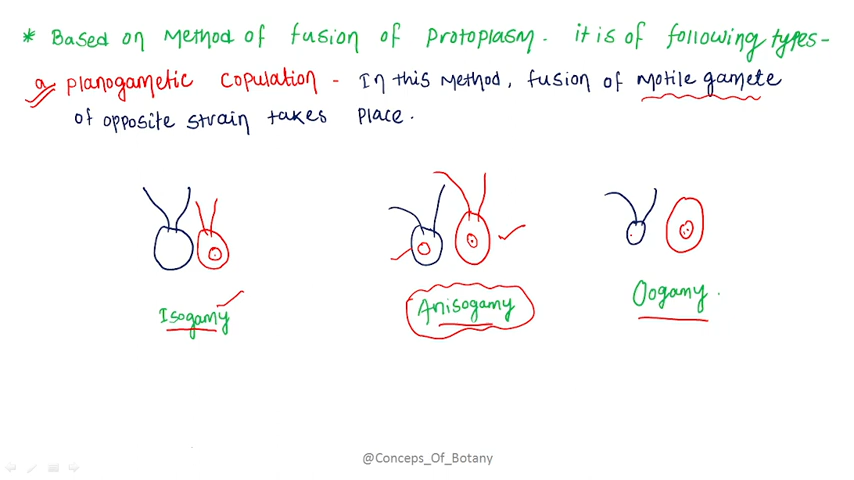 * Based on Method of fusion of Protoplasm. it is of following types-
a, Planogametic Copulation - In this Method, fusion of Motile gamete
of opposite strain takes place.
Isogamy
Anisogamy
Oogamy.
@Conceps_Of_Botany